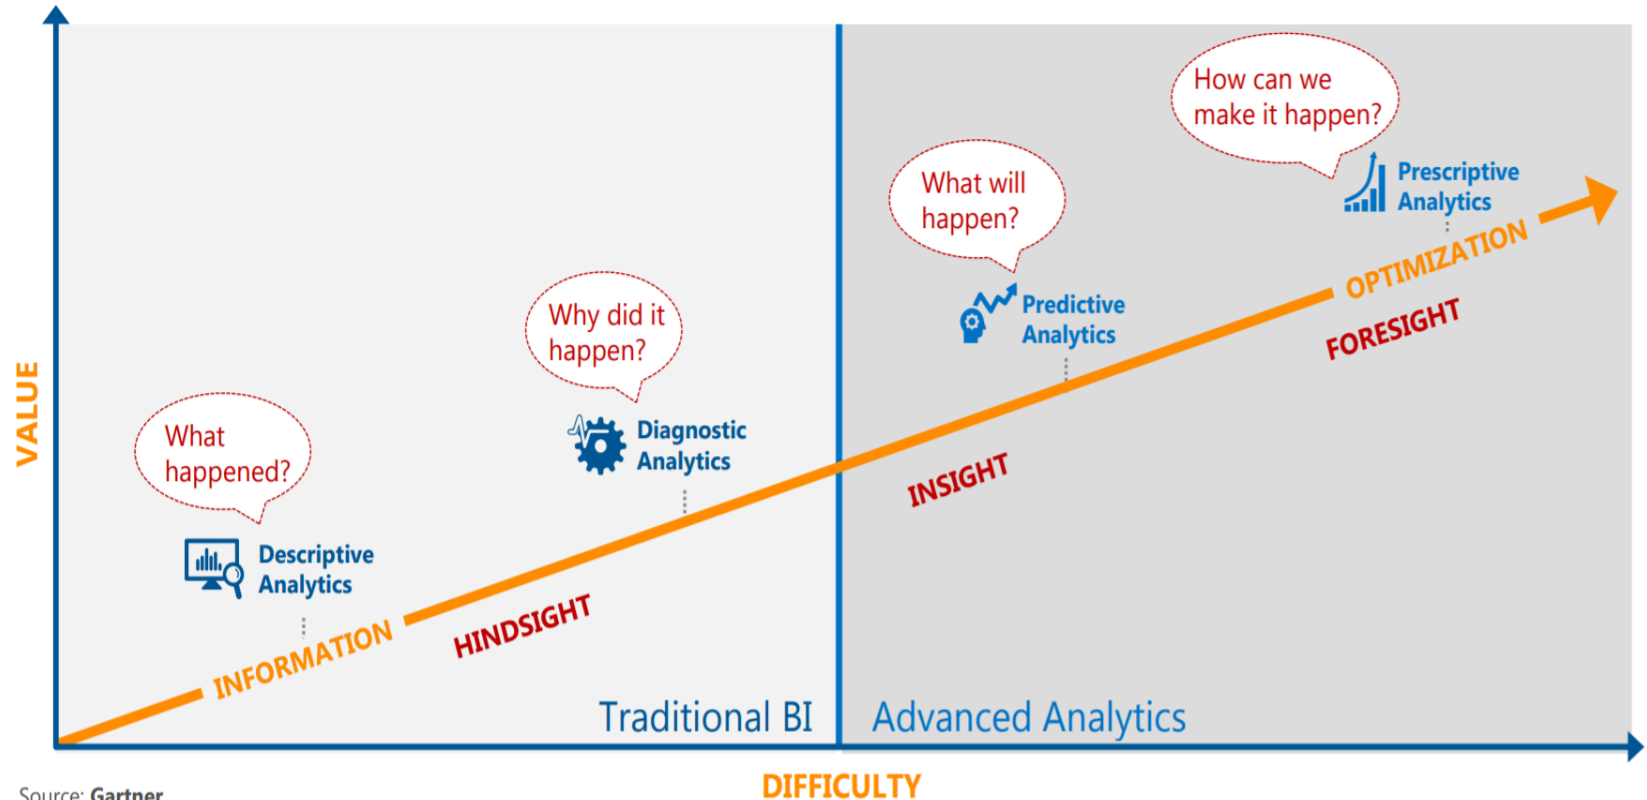 How can we
make it happen?
Prescriptive
Analytics
What will
happen?
Predictive
Analytics
OPTIMIZATION
FORESIGHT
Why did it
happen?
Diagnostic
Analytics
INSIGHT
What
happened?
Descriptive
Analytics
INFORMATION
HINDSIGHT
VALUE
Traditional BI
Advanced Analytics
DIFFICULTY
Source: Gartner